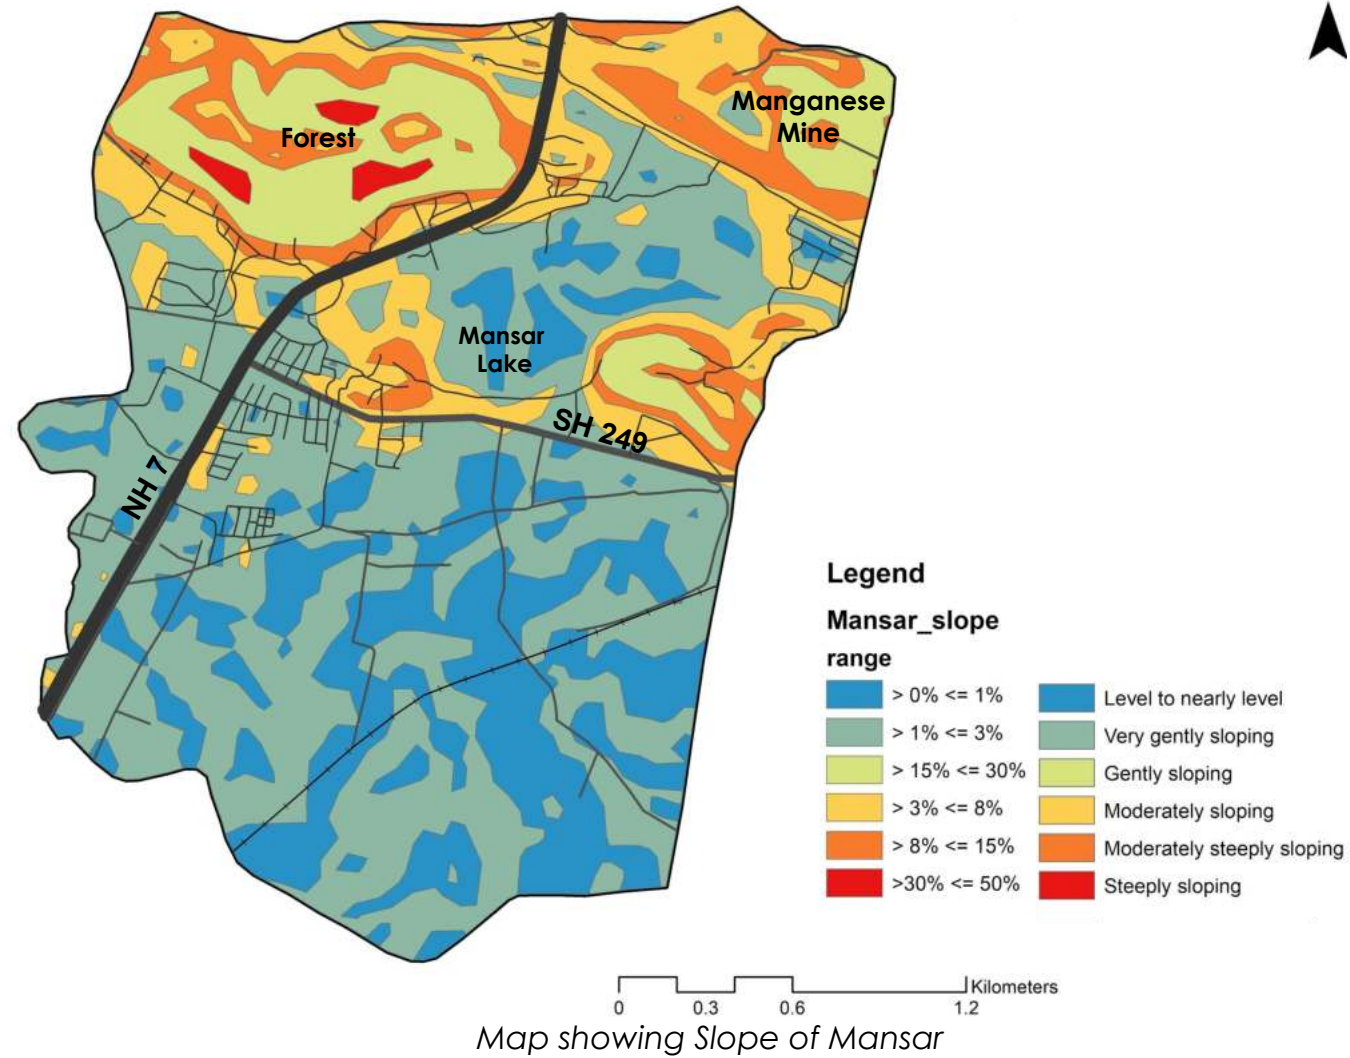 Forest
Manganese
Mine
Mansar
Lake
SH 249
NH 7
Legend
Mansar_slope
range
> 0% <= 1%
Level to nearly level
> 1% <= 3%
Very gently sloping
> 15% <= 30%
Gently sloping
> 3% <= 8%
Moderately sloping
> 8% <= 15%
Moderately steeply sloping
>30% <= 50%
Steeply sloping
Kilometers
0 0.3 0.6 1.2
Map showing Slope of Mansar